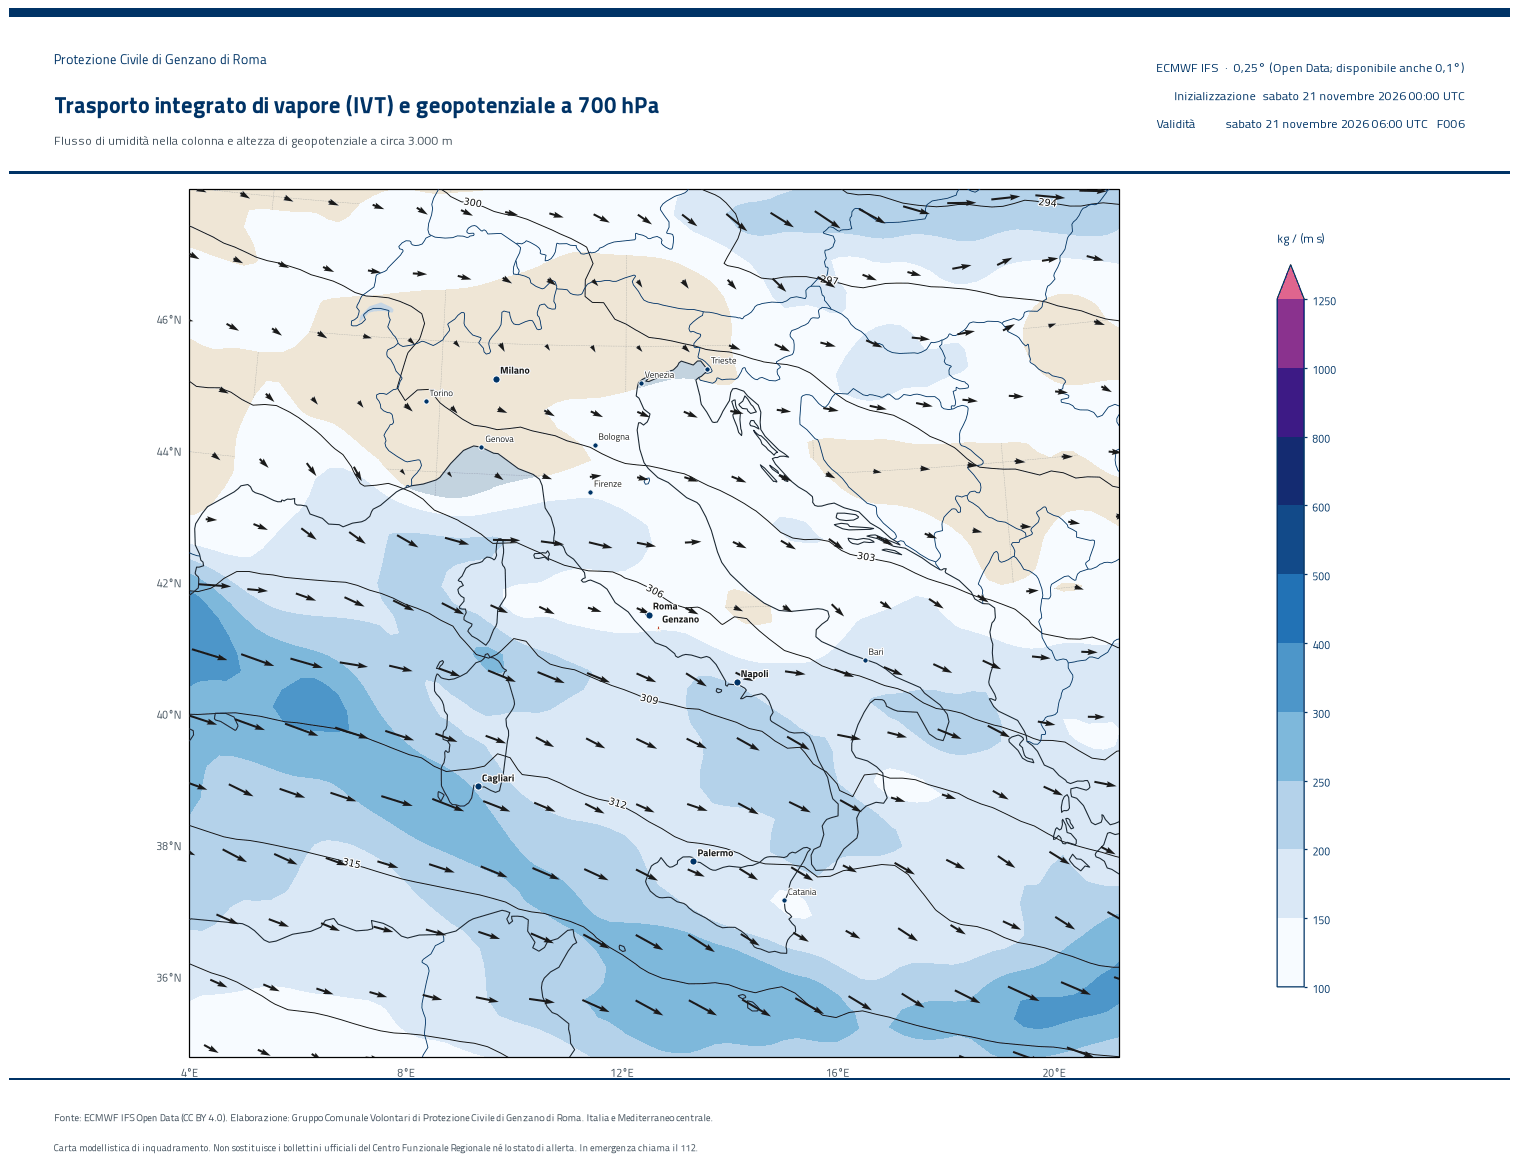 Protezione Civile di Genzano di Roma
Trasporto integrato di vapore (IVT) e geopotenziale a 700 hPa
Flusso di umidità nella colonna e altezza di geopotenziale a circa 3.000 m
ECMWF IFS · 0,25° (Open Data; disponibile anche 0,1°)
Inizializzazione sabato 21 novembre 2026 00:00 UTC
Validità sabato 21 novembre 2026 06:00 UTC F006
300
294
297
46°N
Trieste
Venezia
Milano
Torino
Bologna
Genova
44°N
Firenze
303
42°N
306
Roma
Genzano
Bari
Napoli
309
40°N
Cagliari
312
38°N
Palermo
315
Catania
36°N
4°E
8°E
12°E
16°E
20°E
kg / (m s)
1250
1000
800
600
500
400
300
250
200
150
100
Fonte: ECMWF IFS Open Data (CC BY 4.0). Elaborazione: Gruppo Comunale Volontari di Protezione Civile di Genzano di Roma. Italia e Mediterraneo centrale.
Carta modellistica di inquadramento. Non sostituisce i bollettini ufficiali del Centro Funzionale Regionale né lo stato di allerta. In emergenza chiama il 112.